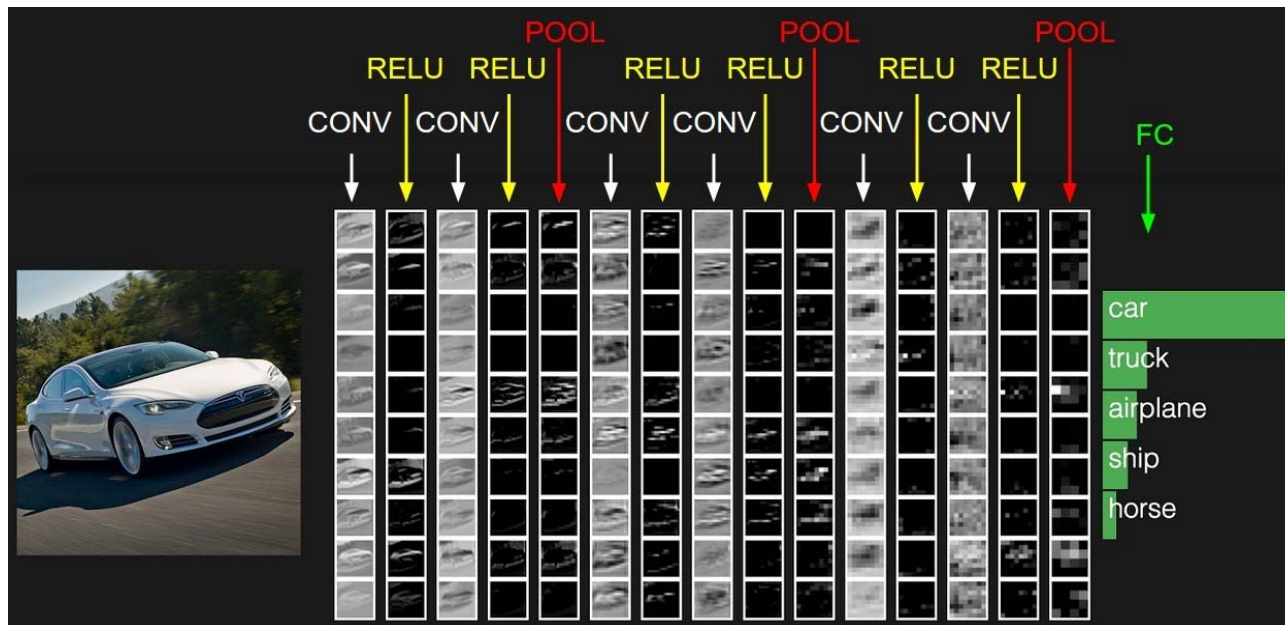 POOL POOL POOL
RELU RELU RELU RELU RELU RELU
CONV CONV CONV CONV CONV CONV FC
car
truck
airplane
ship
horse